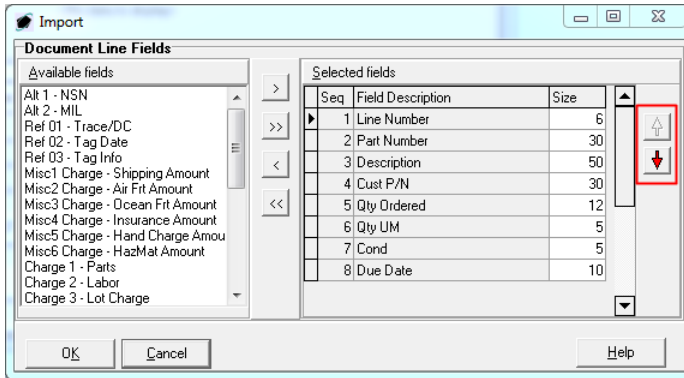 Import
Document Line Fields
Available fields
Alt 1 - NSN
Alt 2 - MIL
Ref 01 - Trace/DC
Ref 02 - Tag Date
Ref 03 - Tag Info
Misc1 Charge - Shipping Amount
Misc2 Charge - Air Frt Amount
Misc3 Charge - Ocean Frt Amount
Misc4 Charge - Insurance Amount
Misc5 Charge - Hand Charge Amou
Misc6 Charge - HazMat Amount
Charge 1 - Parts
Charge 2 - Labor
Charge 3 - Lot Charge
>
>>
<
<<
Selected fields
Seq Field Description Size
1 Line Number 6
2 Part Number 30
3 Description 50
4 Cust P/N 30
5 Qty Ordered 12
6 Qty UM 5
7 Cond 5
8 Due Date 10
OK Cancel Help